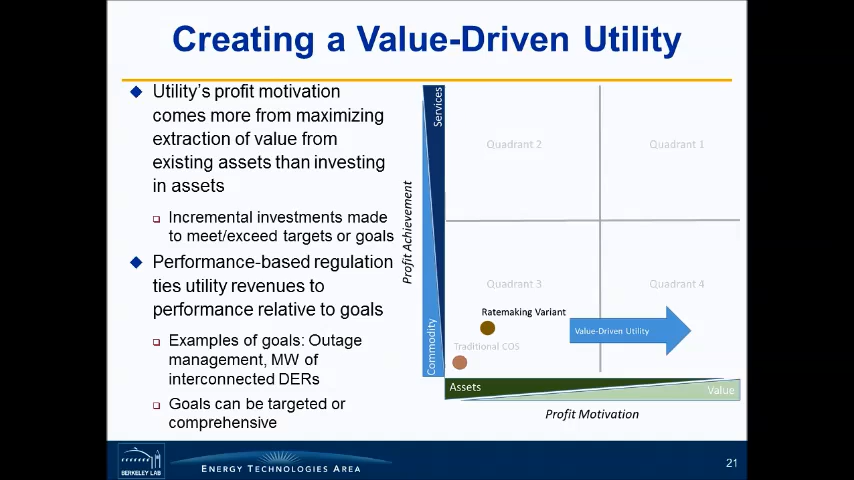 Creating a Value-Driven Utility
Utility's profit motivation
comes more from maximizing
extraction of value from
existing assets than investing
in assets
Incremental investments made
to meet/exceed targets or goals
Performance-based regulation
ties utility revenues to
performance relative to goals
Examples of goals: Outage
management, MW of
interconnected DERs
Goals can be targeted or
comprehensive
Profit Achievement
Services
Commodity
Quadrant 2
Quadrant 1
Quadrant 3
Quadrant 4
Ratemaking Variant
Value-Driven Utility
Traditional COS
Assets
Value
Profit Motivation
BERKELEY LAB
ENERGY TECHNOLOGIES AREA
21